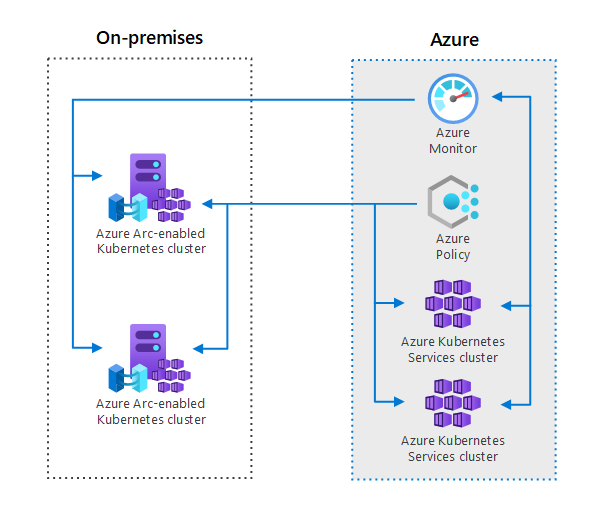 On-premises
Azure
Azure
Monitor
Azure Arc-enabled
Kubernetes cluster
Azure
Policy
Azure Kubernetes
Services cluster
Azure Arc-enabled
Kubernetes cluster
Azure Kubernetes
Services cluster